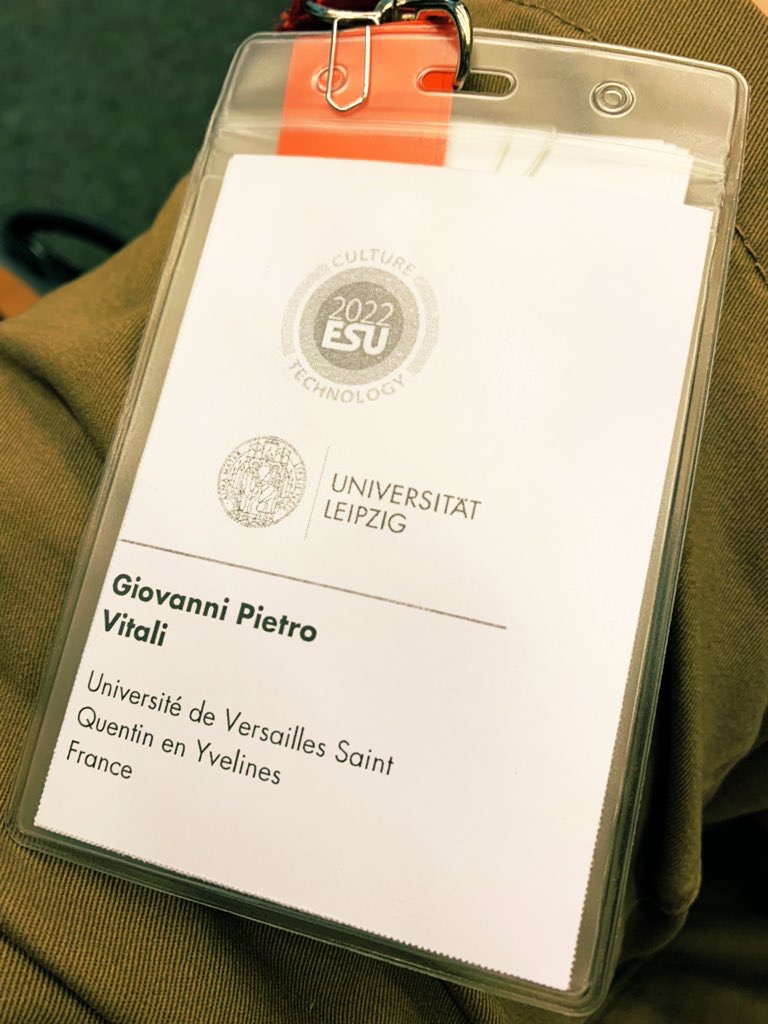 CULTURE
2022
ESU
TECHNOLOGY
UNIVERSITÄT
LEIPZIG
Giovanni Pietro
Vitali
Université de Versailles Saint
Quentin en Yvelines
France